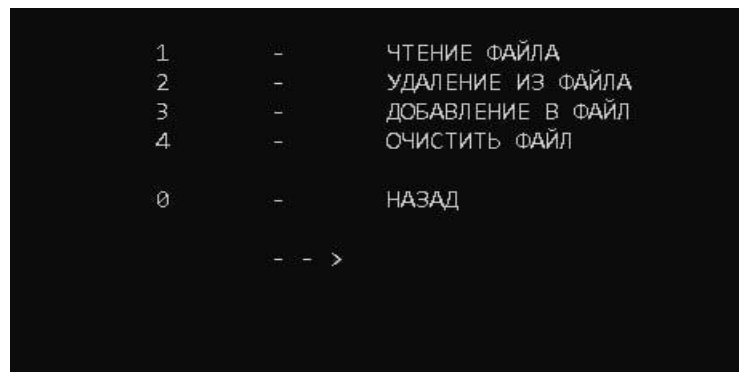 1 - ЧТЕНИЕ ФАЙЛА
2 - УДАЛЕНИЕ ИЗ ФАЙЛА
3 - ДОБАВЛЕНИЕ В ФАЙЛ
4 - ОЧИСТИТЬ ФАЙЛ
0 - НАЗАД
- - >